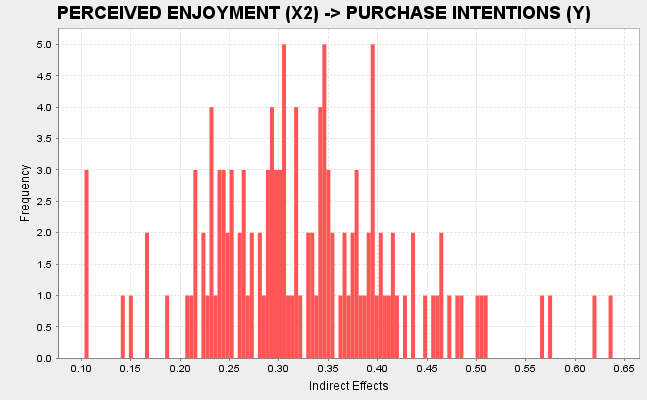 PERCEIVED ENJOYMENT (X2) -> PURCHASE INTENTIONS (Y)
5.0
4.5
4.0
3.5
3.0
2.5
2.0
1.5
1.0
0.5
0.0
Frequency
0.10 0.15 0.20 0.25 0.30 0.35 0.40 0.45 0.50 0.55 0.60 0.65
Indirect Effects